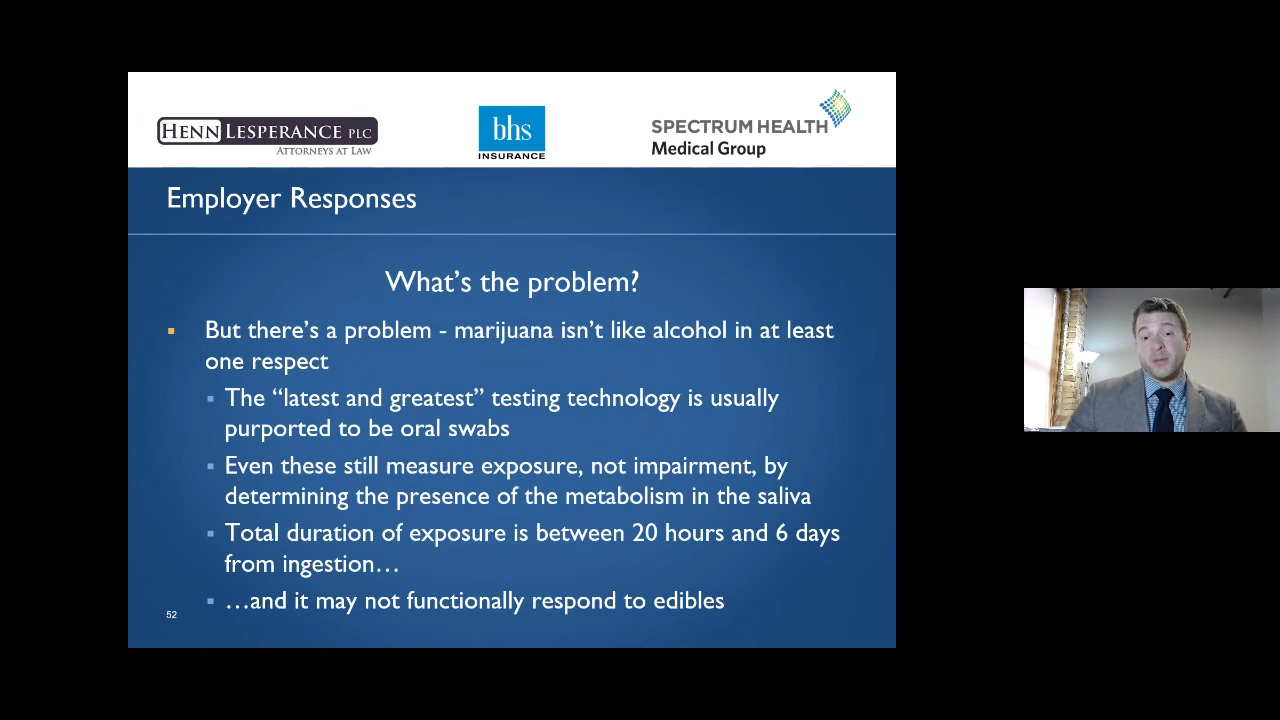 HENN LESPERANCE PLC
ATTORNEYS AT LAW
bhs
INSURANCE
SPECTRUM HEALTH
Medical Group
Employer Responses
What's the problem?
But there's a problem - marijuana isn't like alcohol in at least
one respect
The “latest and greatest” testing technology is usually
purported to be oral swabs
Even these still measure exposure, not impairment, by
determining the presence of the metabolism in the saliva
Total duration of exposure is between 20 hours and 6 days
from ingestion…
…and it may not functionally respond to edibles
52